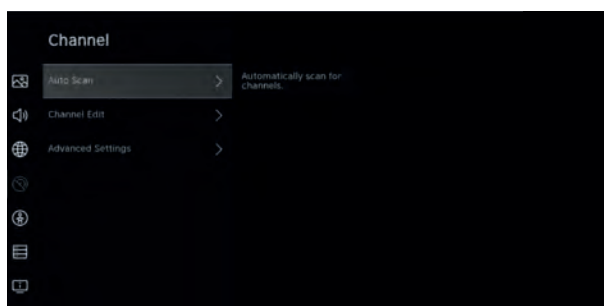 Channel
Auto Scan
Automatically scan for
channels.
Channel Edit
Advanced Settings